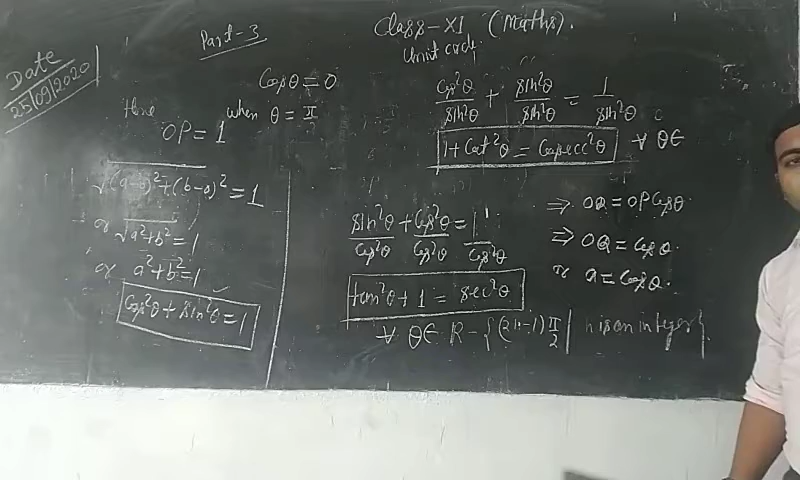 Date
25/09/2020
Part-3
Class-XI (Maths).
Unit circle
Cosθ = 0
when θ = π/2
Here
OP = 1
√(a-0)²+(b-0)² = 1
or √a²+b² = 1
or a²+b² = 1
Cos²θ + sin²θ = 1
Cos²θ/sin²θ + sin²θ/sin²θ = 1/sin²θ
1 + Cot²θ = Cosec²θ ∀ θ∈
sin²θ/Cos²θ + Cos²θ/Cos²θ = 1/Cos²θ
tan²θ + 1 = sec²θ
∀ θ∈ R - {(2n-1)π/2 | n is an integer}
⇒ OQ = OP Cosθ.
⇒ OQ = Cosθ.
or a = Cosθ.